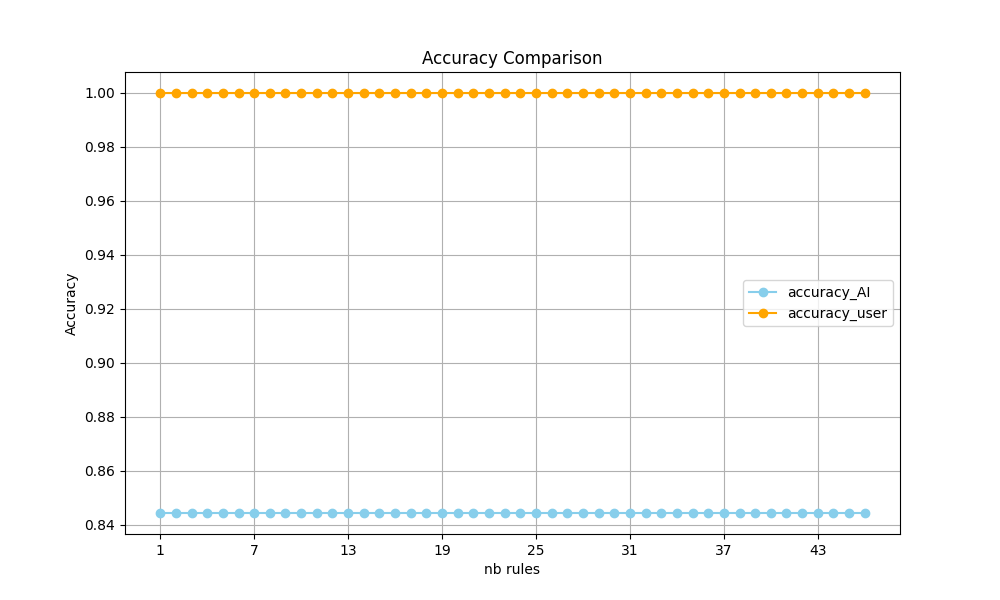 Accuracy Comparison
1.00
0.98
0.96
0.94
0.92
0.90
0.88
0.86
0.84
Accuracy
accuracy_AI
accuracy_user
1 7 13 19 25 31 37 43
nb rules